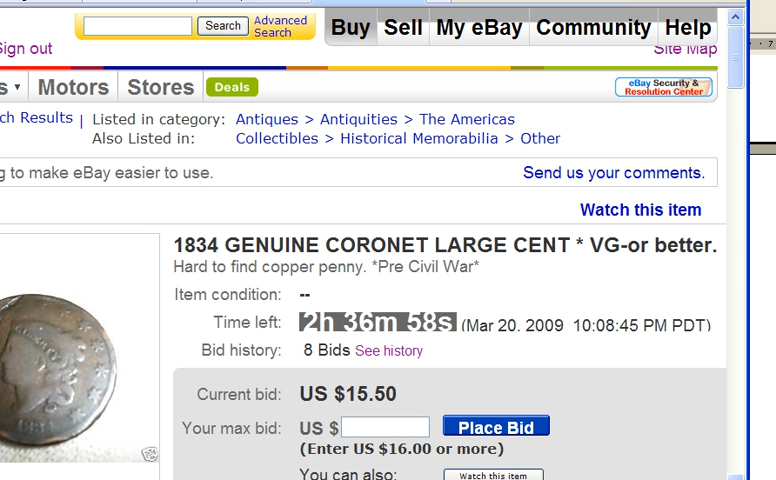 Search
Advanced Search
Buy Sell My eBay Community Help
Sign out
Site Map
s Motors Stores Deals
eBay Security & Resolution Center
ch Results | Listed in category: Antiques > Antiquities > The Americas
Also Listed in: Collectibles > Historical Memorabilia > Other
g to make eBay easier to use. Send us your comments.
Watch this item
1834 GENUINE CORONET LARGE CENT * VG-or better.
Hard to find copper penny. *Pre Civil War*
Item condition: --
Time left: 2h 36m 58s (Mar 20, 2009 10:08:45 PM PDT)
Bid history: 8 Bids See history
Current bid: US $15.50
Your max bid: US $ Place Bid
(Enter US $16.00 or more)
You can also: Watch this item